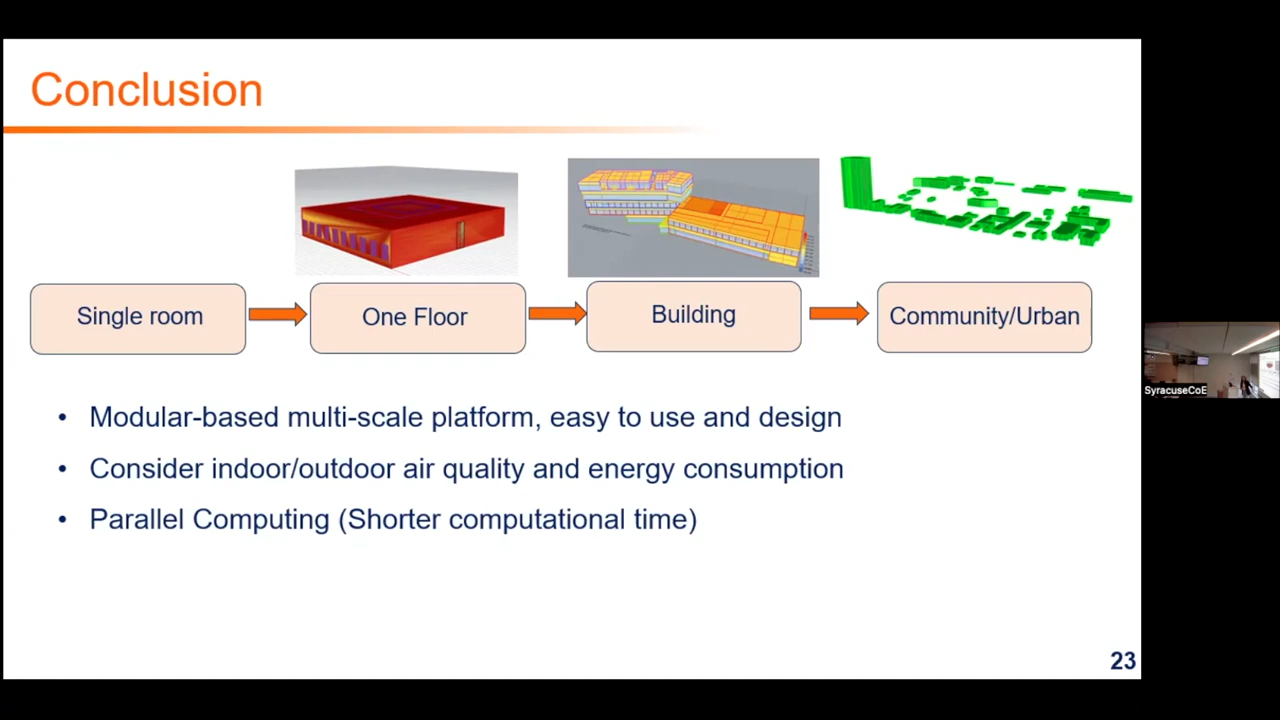 Conclusion
Single room
One Floor
Building
Community/Urban
• Modular-based multi-scale platform, easy to use and design
• Consider indoor/outdoor air quality and energy consumption
• Parallel Computing (Shorter computational time)
23
SyracuseCoE